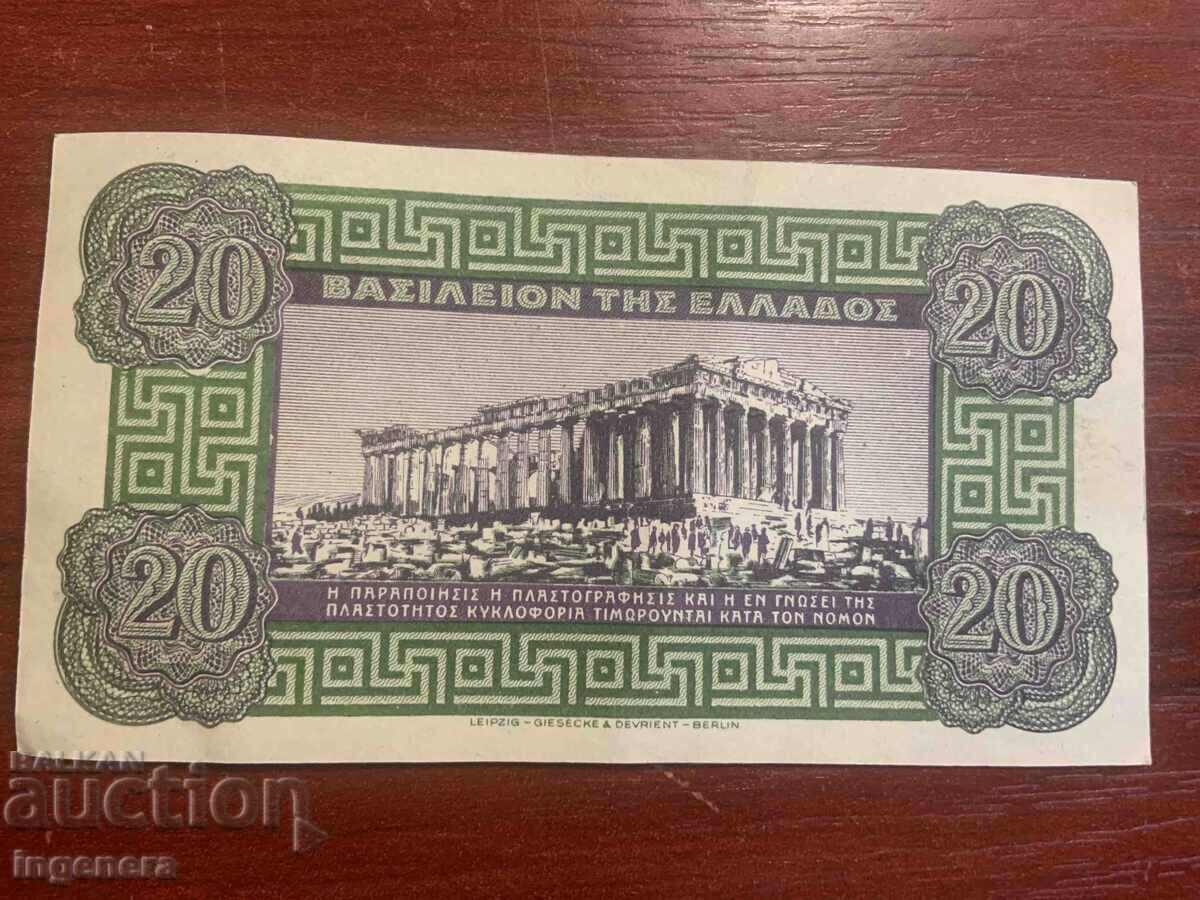 20 20
ΒΑΣΙΛΕΙΟΝ ΤΗΣ ΕΛΛΑΔΟΣ
20 20
Η ΠΑΡΑΠΟΙΗΣΙΣ Η ΠΛΑΣΤΟΓΡΑΦΗΣΙΣ ΚΑΙ Η ΕΝ ΓΝΩΣΕΙ ΤΗΣ
ΠΛΑΣΤΟΤΗΤΟΣ ΚΥΚΛΟΦΟΡΙΑ ΤΙΜΩΡΟΥΝΤΑΙ ΚΑΤΑ ΤΟΝ ΝΟΜΟΝ
LEIPZIG – GIESECKE & DEVRIENT – BERLIN
BALKAN
auction
ingenera